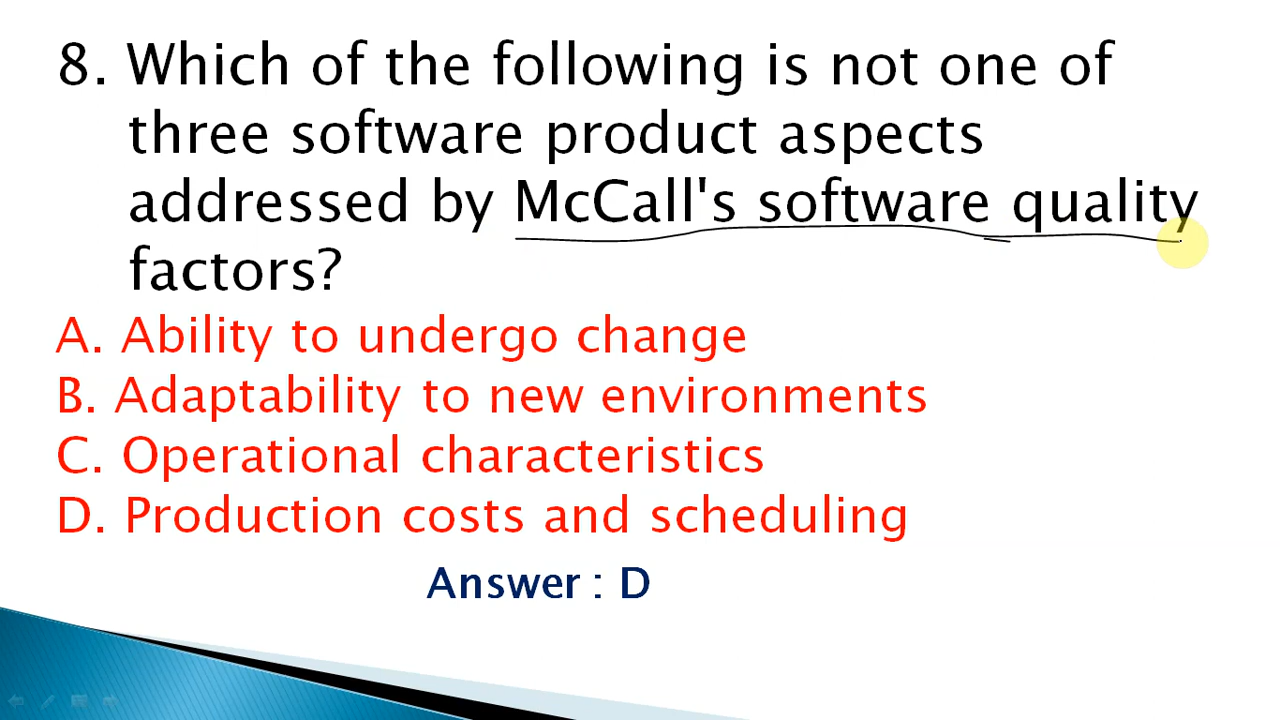 8. Which of the following is not one of
three software product aspects
addressed by McCall's software quality
factors?
A. Ability to undergo change
B. Adaptability to new environments
C. Operational characteristics
D. Production costs and scheduling
Answer : D